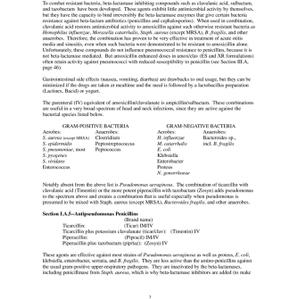 To combat resistance, beta-lactamase inhibiting compounds such as clavulanic acid, sulbactam,
and tazobactam have been developed. These agents exhibit little antimicrobial activity by themselves,
but they have the capacity to bind irreversibly the beta-lactamase enzymes that give certain bacteria
resistance against beta-lactam antibiotics (penicillins and cephalosporins). When used in combination,
clavulanic acid restores antimicrobial activity to amoxicillin against such otherwise resistant bacteria as
Hemophilus influenzae, Moraxella catarrhalis, Staph. aureus (except MRSA), B. fragilis, and other
anaerobes. Therefore, the combination has proven to be very effective in treatment of acute otitis
media and sinusitis, even when such bacteria were demonstrated to be resistant to amoxicillin alone.
Unfortunately, these compounds do not influence pneumococcal resistance to penicillin, because it is
not beta-lactamase mediated. But amoxicillin enhanced doses in amox/clav (ES and XR formulations)
often retain activity against pneumococcal with reduced susceptibility to penicillin (see Section III.A,
page 46)
Gastrointestinal side effects (nausea, vomiting, diarrhea) are drawbacks to oral usage, but they can be
minimized if the drugs are taken at mealtime and the need is followed by a lactobacillus preparation
(Lactinex, Bacid) or yogurt.
The parenteral (IV) equivalent of amoxicillin/clavulanate is ampicillin/sulbactam. These combinations
are useful in a very broad spectrum of head and neck infections, since they are active against the
bacterial species listed below:
GRAM-POSITIVE BACTERIA GRAM-NEGATIVE BACTERIA
Aerobes: Anaerobes: Aerobes: Anaerobes:
S. aureus (except MRSA) Clostridium H. influenzae Bacteroides sp.,
S. epidermidis Peptostreptococcus M. catarrhalis incl. B. fragilis
S. pneumoniae, most Peptococcus E. coli
S. pyogenes Klebsiella
S. viridans Enterobacter
Enterococcus Proteus
N. gonorrhoeae
Notably absent from the above list is Pseudomonas aeruginosa. The combination of ticarcillin with
clavulanic acid (Timentin) or the more potent piperacillin with tazobactam (Zosyn) adds pseudomonas
to the spectrum above and creates a combination that is useful especially when pseudomonas is
presumed to be mixed with Staph. aureus (except MRSA), Bacteroides fragilis, and other anaerobes.
Section I.A.5--Antipseudomonas Penicillins
(Brand name)
Ticarcillin: (Ticar) IM/IV
Ticarcillin plus potassium clavulanate (ticar/clav): (Timentin) IV
Piperacillin: (Pipracil) IM/IV
Piperacillin plus tazobactam (pip/taz): (Zosyn) IV
These agents are effective against most strains of Pseudomonas aeruginosa as well as proteus, E. coli,
klebsiella, enterobacter, serratia, and B. fragilis. They are less active than the amino-penicillins against
the usual gram-positive upper-respiratory pathogens. They are inactivated by the beta-lactamases,
including penicillinase from Staph. aureus, which is why beta-lactamase inhibitors are added to make